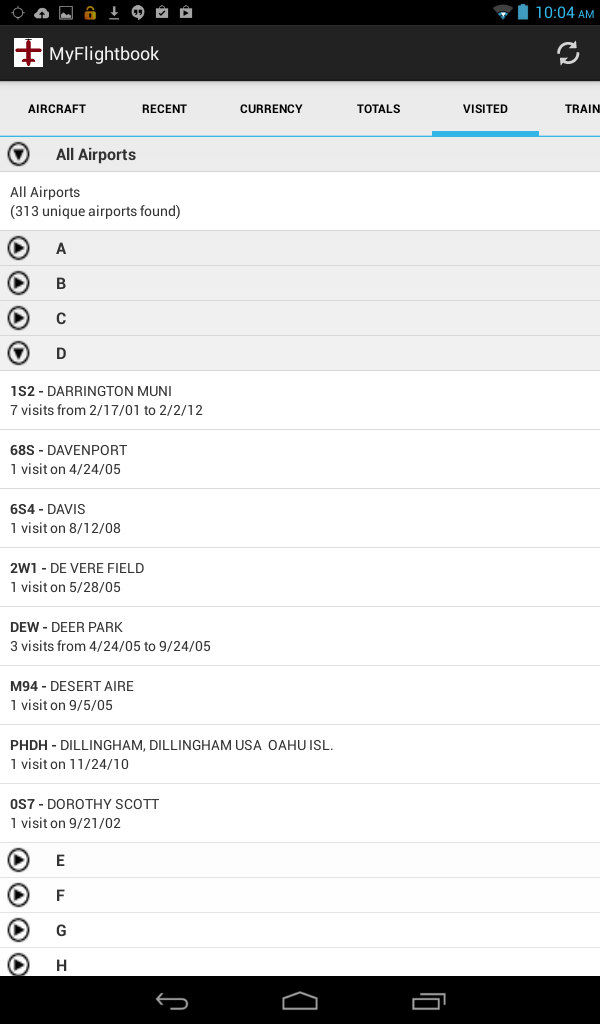 10:04 AM
MyFlightbook
AIRCRAFT RECENT CURRENCY TOTALS VISITED TRAIN
All Airports
All Airports
(313 unique airports found)
A
B
C
D
1S2 - DARRINGTON MUNI
7 visits from 2/17/01 to 2/2/12
68S - DAVENPORT
1 visit on 4/24/05
6S4 - DAVIS
1 visit on 8/12/08
2W1 - DE VERE FIELD
1 visit on 5/28/05
DEW - DEER PARK
3 visits from 4/24/05 to 9/24/05
M94 - DESERT AIRE
1 visit on 9/5/05
PHDH - DILLINGHAM, DILLINGHAM USA  OAHU ISL.
1 visit on 11/24/10
0S7 - DOROTHY SCOTT
1 visit on 9/21/02
E
F
G
H